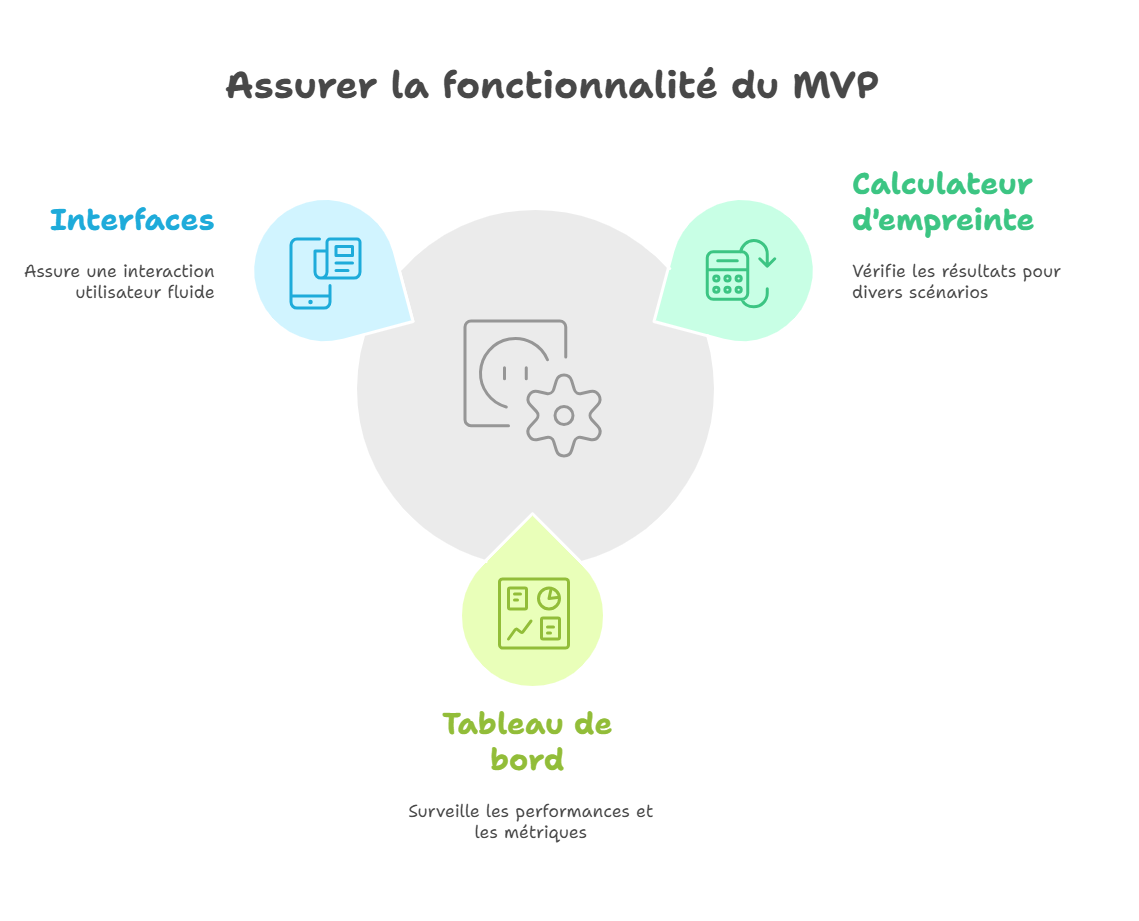 Assurer la fonctionnalité du MVP
Interfaces
Assure une interaction
utilisateur fluide
Calculateur
d'empreinte
Vérifie les résultats pour
divers scénarios
Tableau de
bord
Surveille les performances et
les métriques